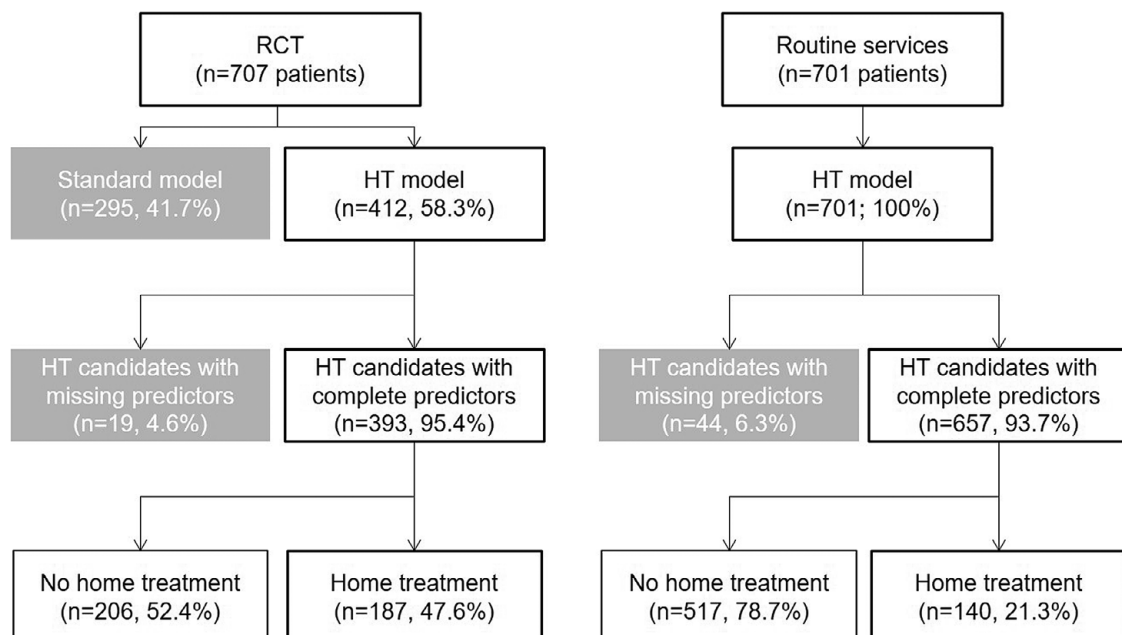 RCT
(n=707 patients)
Routine services
(n=701 patients)
Standard model
(n=295, 41.7%)
HT model
(n=412, 58.3%)
HT model
(n=701; 100%)
HT candidates with
missing predictors
(n=19, 4.6%)
HT candidates with
complete predictors
(n=393, 95.4%)
HT candidates with
missing predictors
(n=44, 6.3%)
HT candidates with
complete predictors
(n=657, 93.7%)
No home treatment
(n=206, 52.4%)
Home treatment
(n=187, 47.6%)
No home treatment
(n=517, 78.7%)
Home treatment
(n=140, 21.3%)